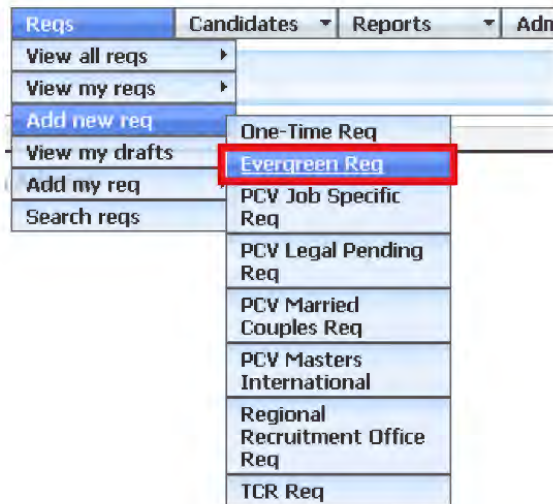 Reqs Candidates Reports Adm
View all reqs
View my reqs
Add new req
View my drafts
Add my req
Search reqs
One-Time Req
Evergreen Req
PCV Job Specific
Req
PCV Legal Pending
Req
PCV Married
Couples Req
PCV Masters
International
Regional
Recruitment Office
Req
TCR Req